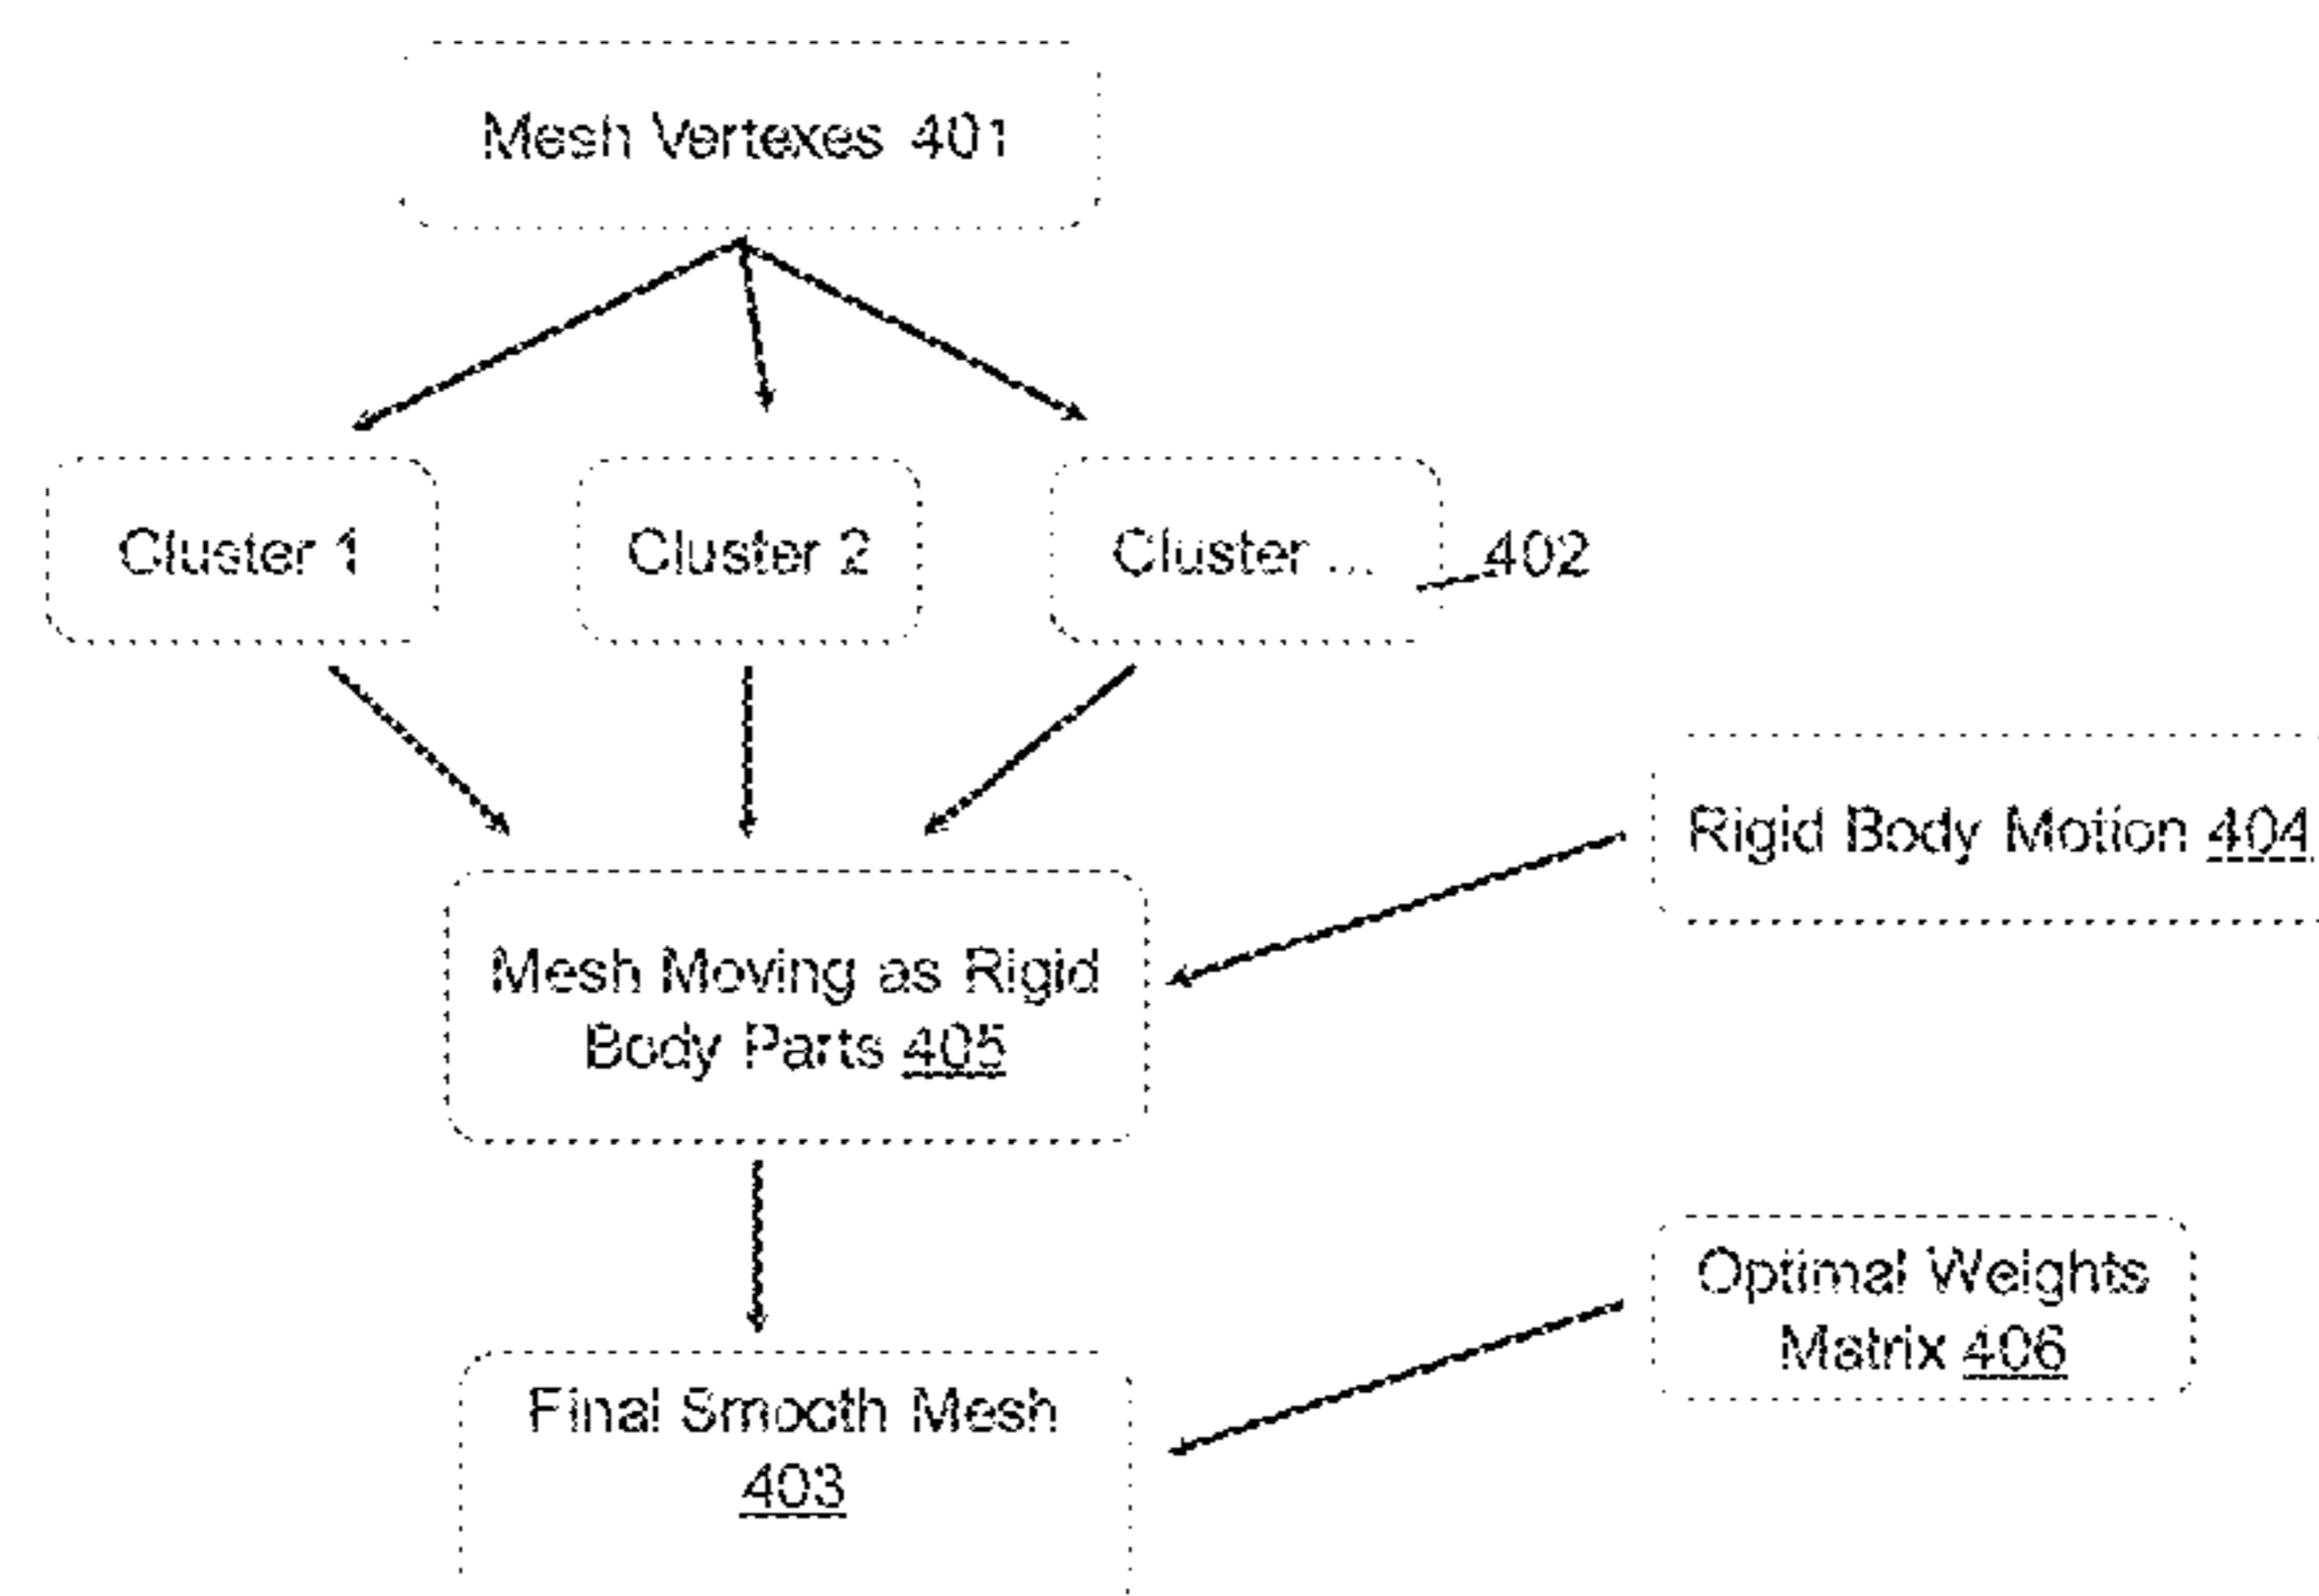 Mesh Vertexes 401
Cluster 1
Cluster 2
Cluster ...
402
Rigid Body Motion 404
Mesh Moving as Rigid
Body Parts 405
Optimal Weights
Matrix 406
Final Smooth Mesh
403